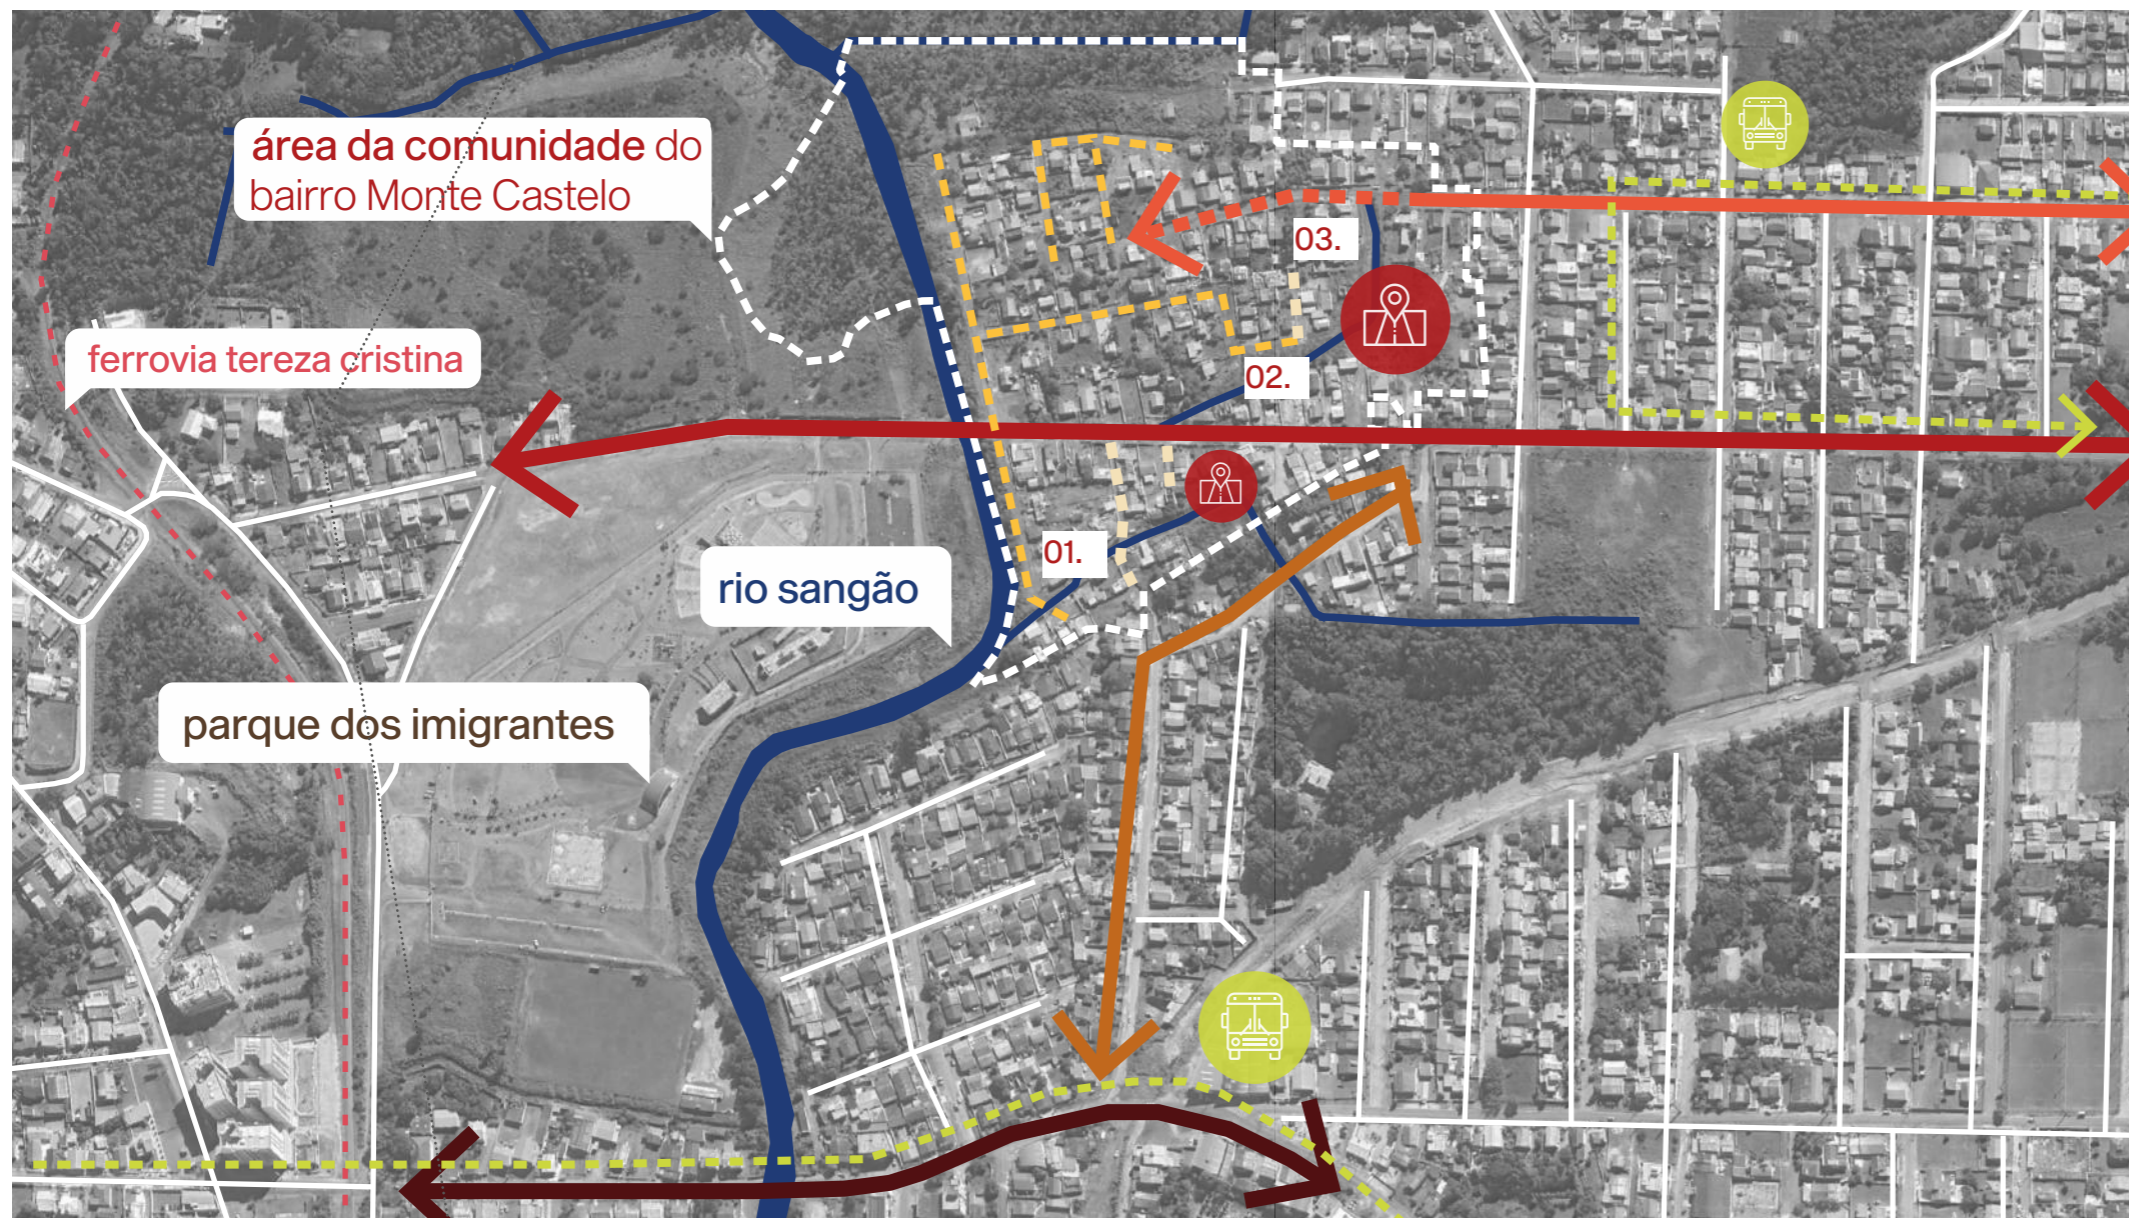 área da comunidade do
bairro Monte Castelo
03.
ferrovia tereza cristina
02.
01.
rio sangão
parque dos imigrantes